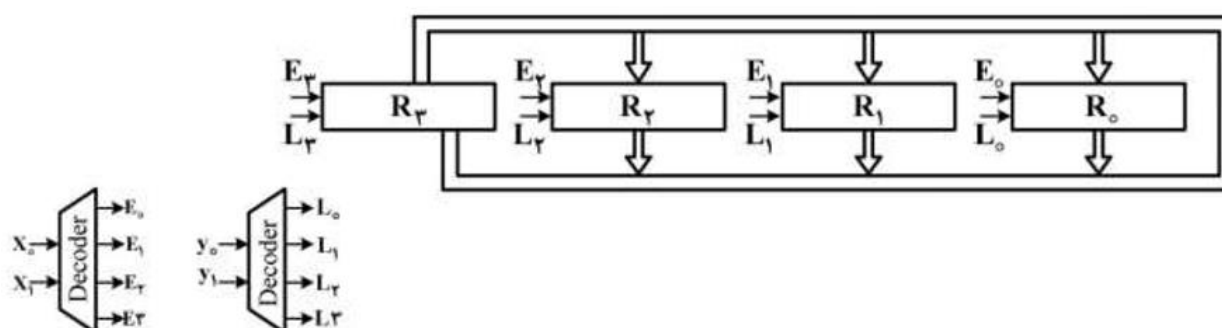 E۳ E۲ E۱ E۰
R۳ R۲ R۱ R۰
L۳ L۲ L۱ L۰
E۰ L۰
x۰ E۱ y۰ L۱
x۱ E۲ y۱ L۲
Decoder Decoder
E۳ L۳